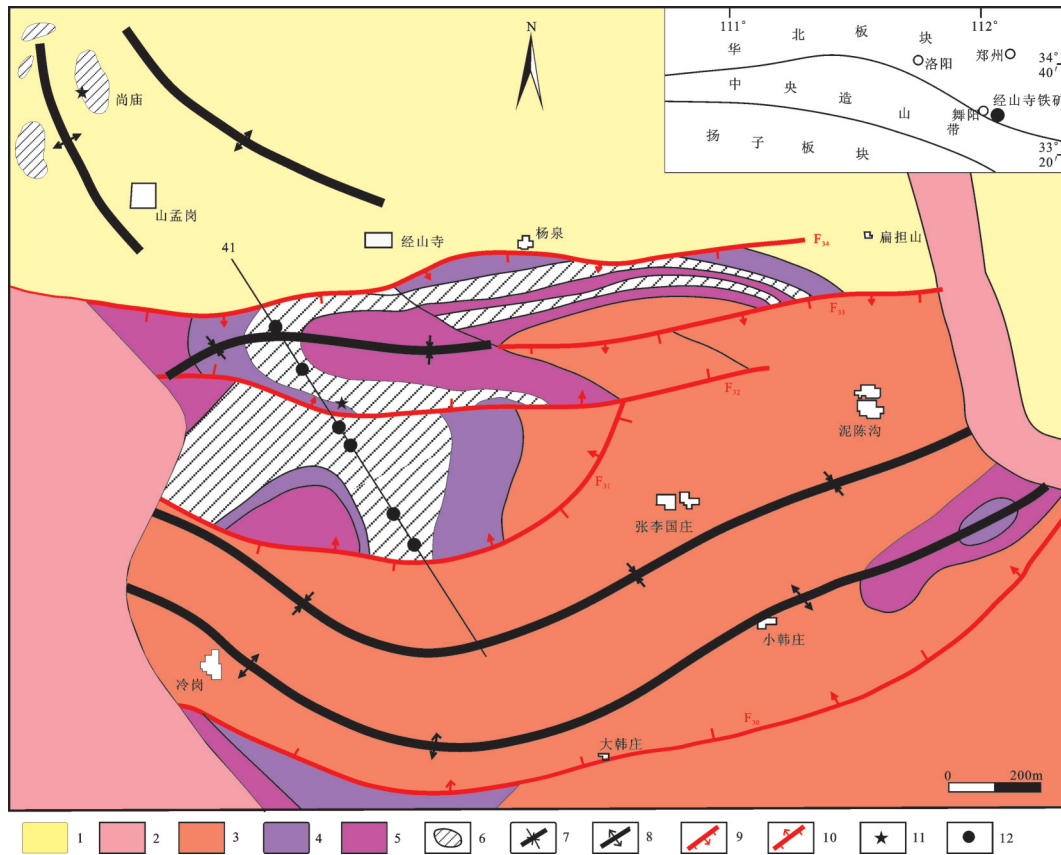 N
111° 112°
华 北 板 块
洛阳
郑州
34°
40′
中 央 造 山 带
舞阳
经山寺铁矿
扬 子 板 块
33°
20′
尚庙
山孟岗
经山寺
杨泉
扁担山
41
F34
F33
F32
泥陈沟
F31
张李国庄
小韩庄
冷岗
F30
大韩庄
0 200m
1 2 3 4 5 6 7 8 9 10 11 12